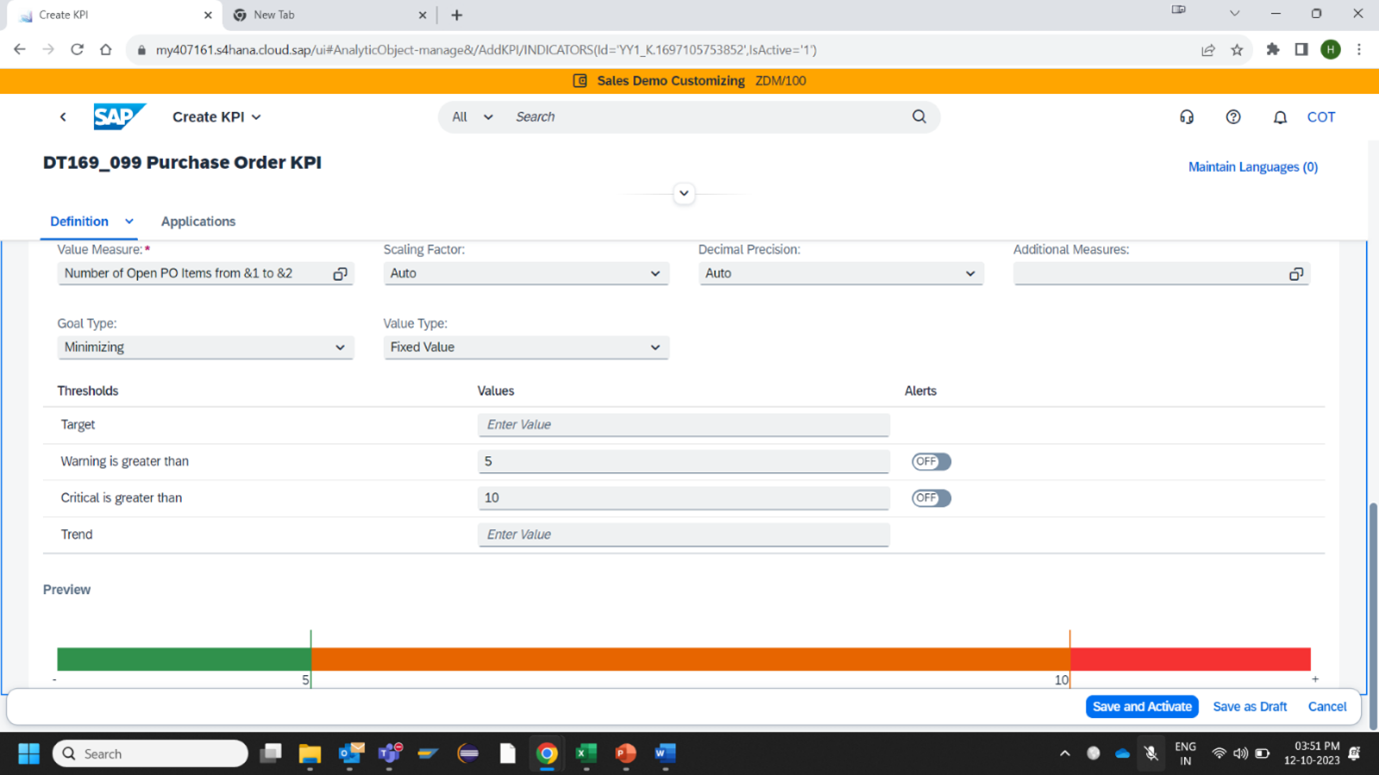 Create KPI
New Tab
my407161.s4hana.cloud.sap/ui#AnalyticObject-manage&/AddKPI/INDICATORS(Id='YY1_K.1697105753852',IsActive='1')
H
Sales Demo Customizing ZDM/100
SAP Create KPI
All Search
COT
DT169_099 Purchase Order KPI
Maintain Languages (0)
Definition Applications
Value Measure:* Scaling Factor: Decimal Precision: Additional Measures:
Number of Open PO Items from &1 to &2 Auto Auto
Goal Type: Value Type:
Minimizing Fixed Value
Thresholds Values Alerts
Target Enter Value
Warning is greater than 5 OFF
Critical is greater than 10 OFF
Trend Enter Value
Preview
- 5 10 +
Save and Activate Save as Draft Cancel
Search
ENG
IN
03:51 PM
12-10-2023